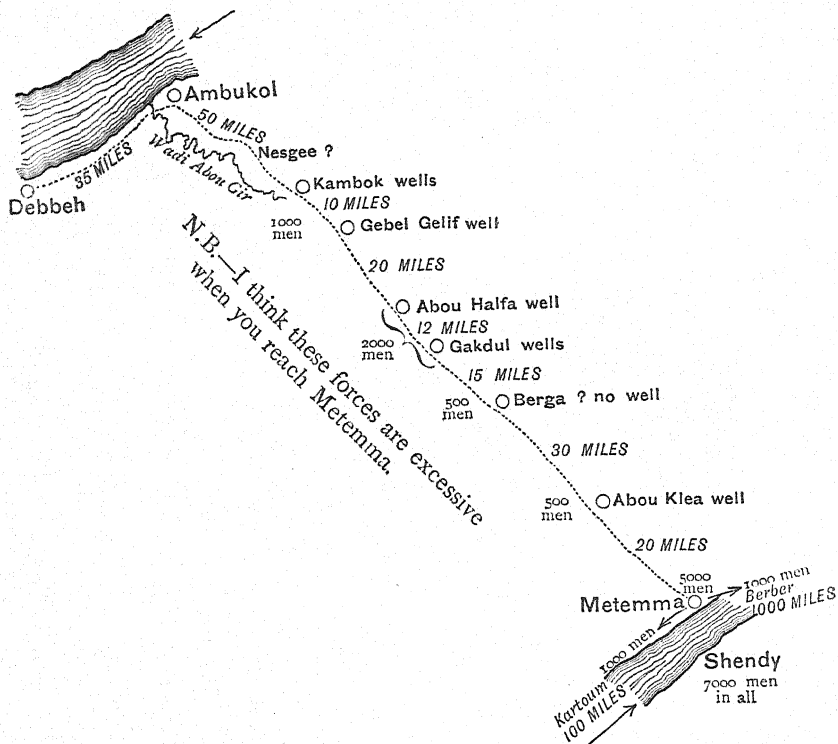 Ambukol
50 MILES
35 MILES
Debbeh
Wadi Abou Gir
Nesgee ?
Kambok wells
10 MILES
1000
men
Gebel Gelif well
N.B.—I think these forces are excessive
when you reach Metemma.
20 MILES
Abou Halfa well
12 MILES
2000
men
Gakdul wells
15 MILES
500
men
Berga ? no well
30 MILES
500
men
Abou Klea well
20 MILES
5000
men
Metemma
1000 men
Berber
1000 MILES
1000 men
Kartoum
100 MILES
Shendy
7000 men
in all